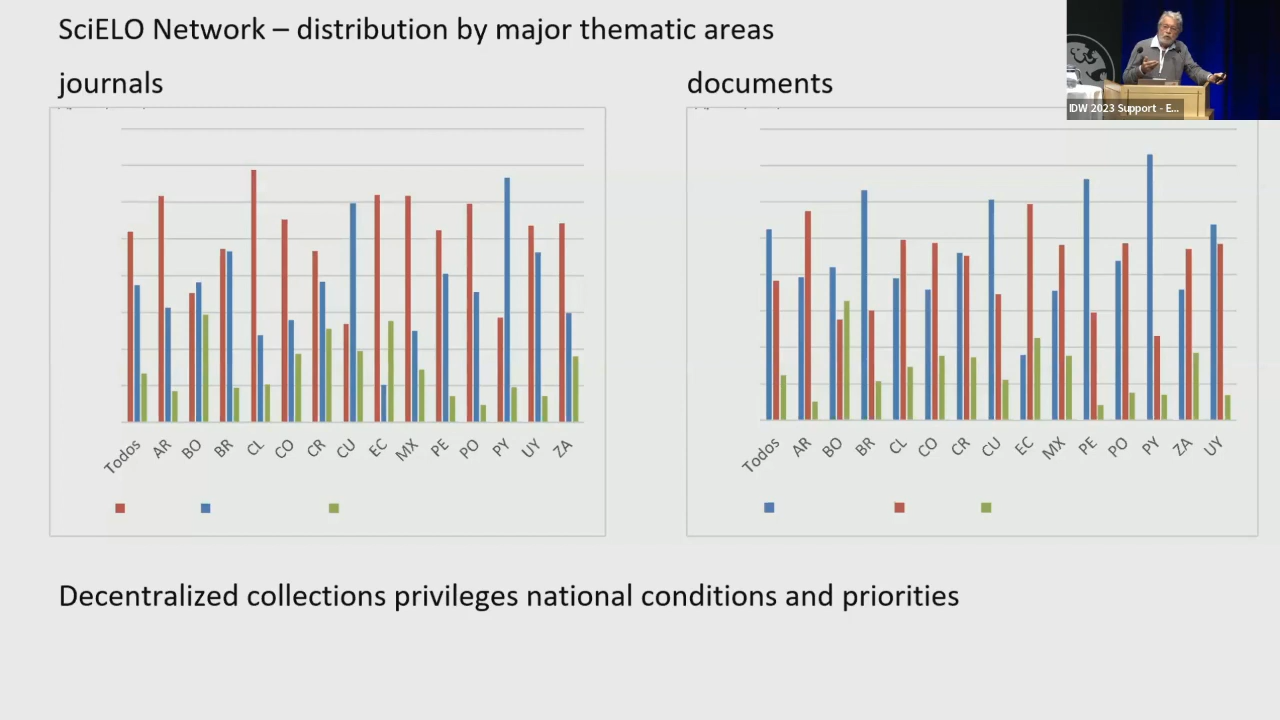 SciELO Network – distribution by major thematic areas
journals
documents
IDW 2023 Support - E...
Todos AR BO BR CL CO CR CU EC MX PE PO PY UY ZA
Todos AR BO BR CL CO CR CU EC MX PE PO PY ZA UY
Decentralized collections privileges national conditions and priorities